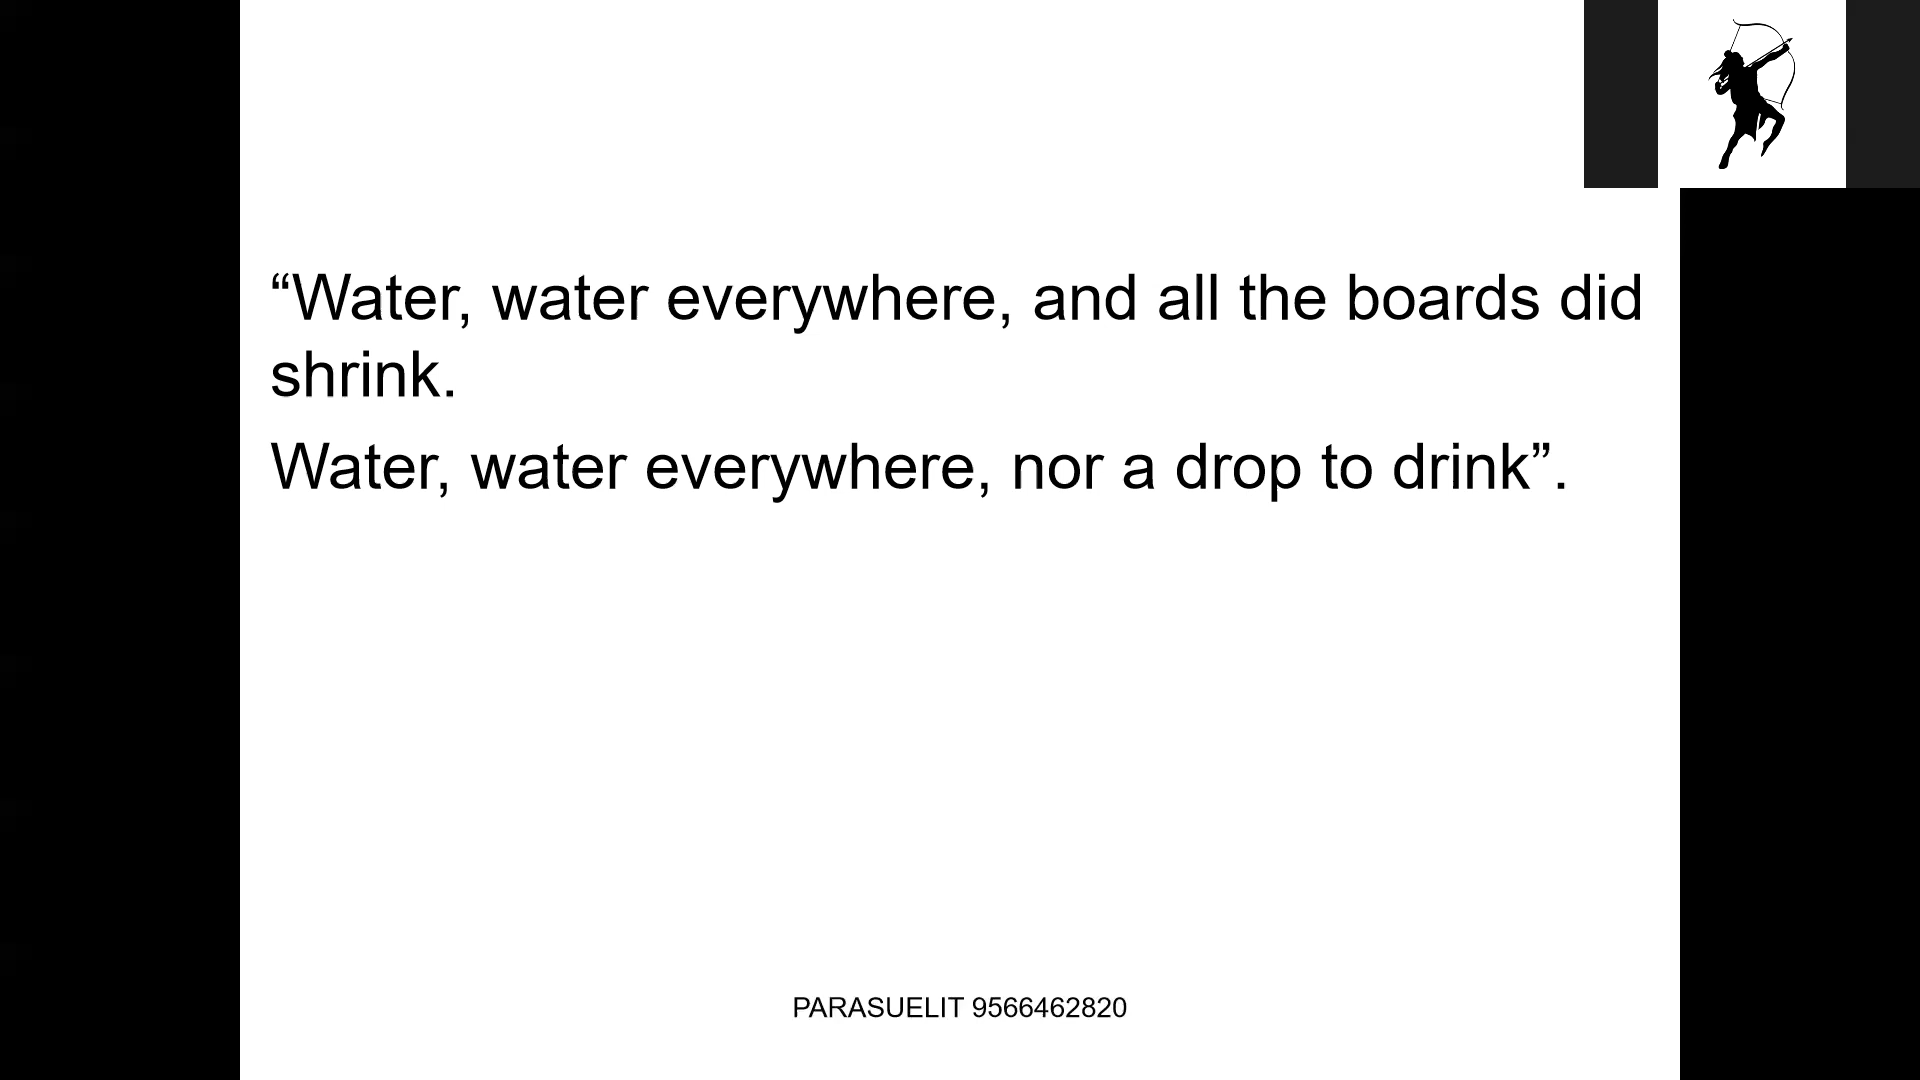 “Water, water everywhere, and all the boards did
shrink.
Water, water everywhere, nor a drop to drink”.
PARASUELIT 9566462820